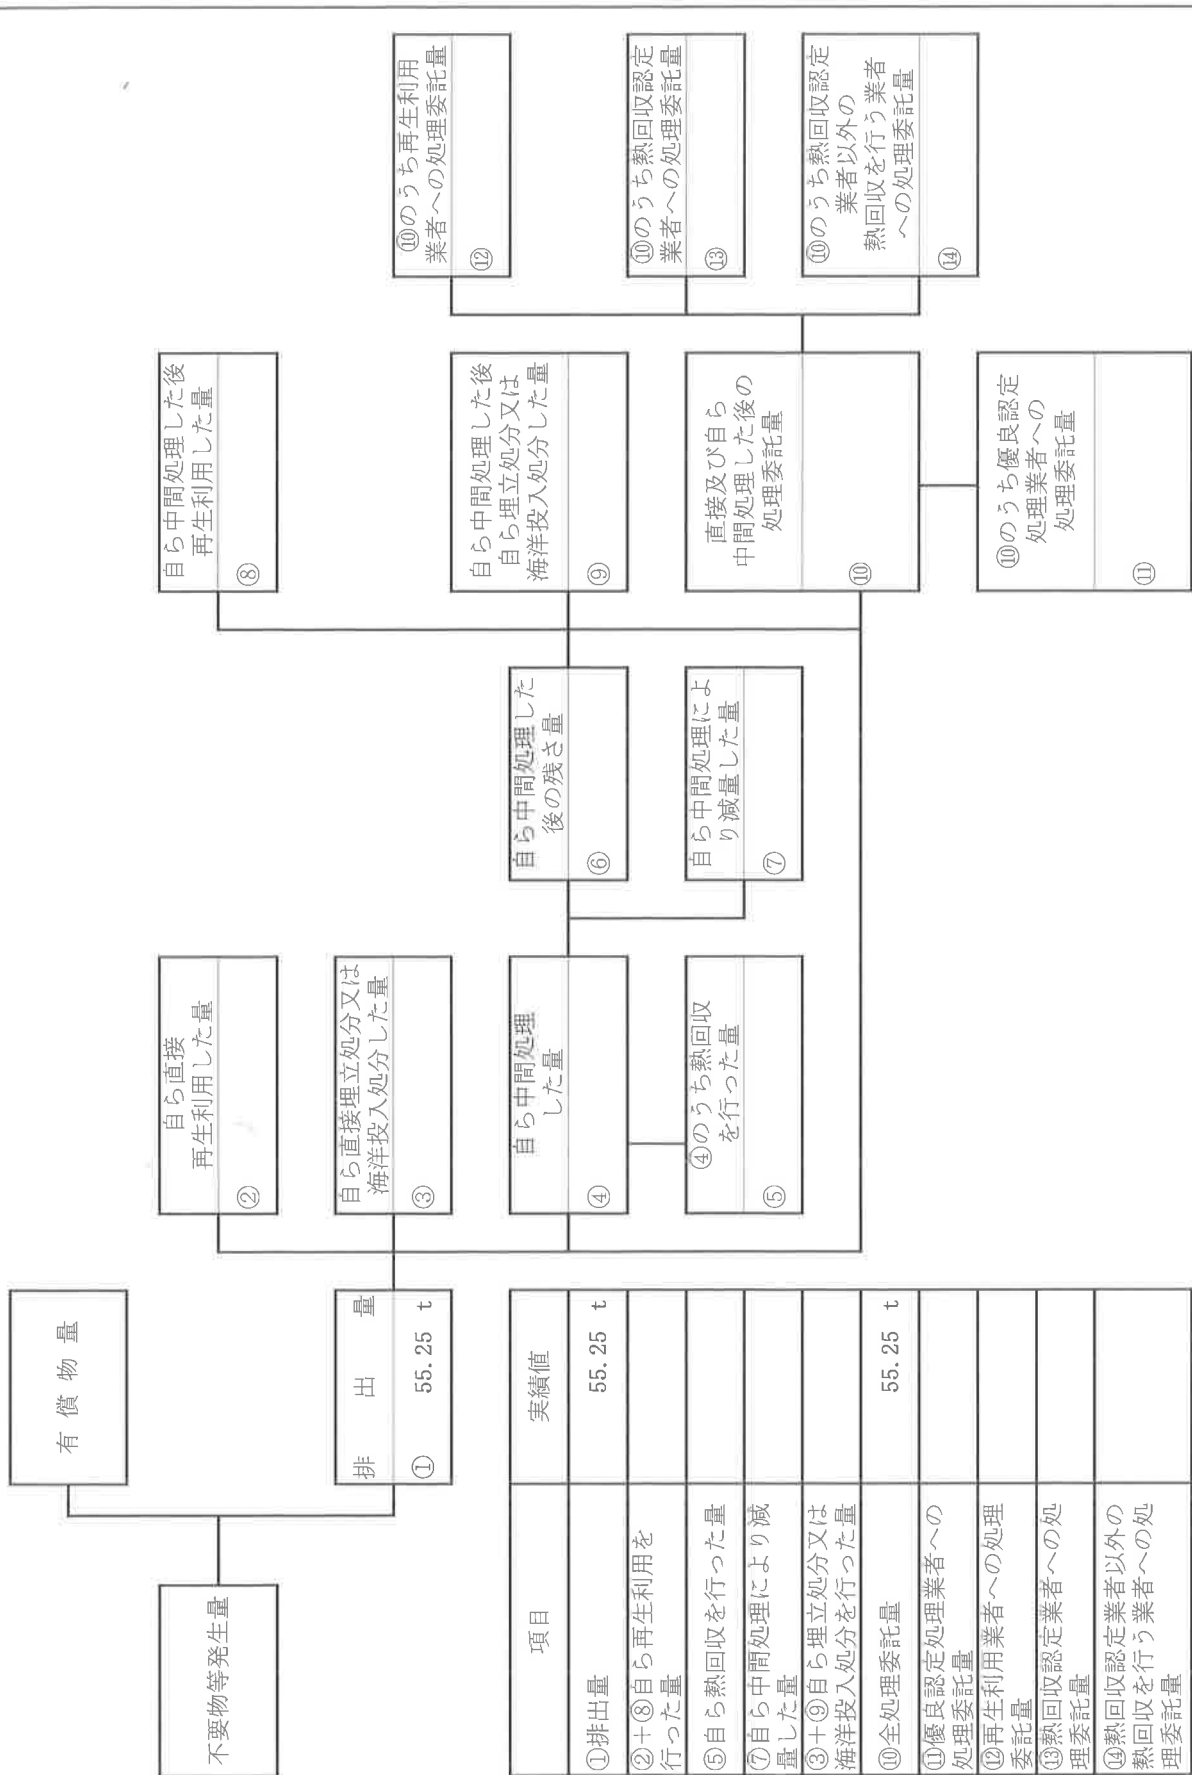 有償物量
不要物等発生量
排出量
① 55.25 t
自ら直接
再生利用した量
②
自ら直接埋立処分又は
海洋投入処分した量
③
自ら中間処理
した量
④
④のうち熱回収
を行った量
⑤
自ら中間処理した
後の残さ量
⑥
自ら中間処理によ
り減量した量
⑦
自ら中間処理した後
再生利用した量
⑧
自ら中間処理した後
自ら埋立処分又は
海洋投入処分した量
⑨
直接及び自ら
中間処理した後の
処理委託量
⑩
⑩のうち優良認定
処理業者への
処理委託量
⑪
⑩のうち再生利用
業者への処理委託量
⑫
⑩のうち熱回収認定
業者への処理委託量
⑬
⑩のうち熱回収認定
業者以外の
熱回収を行う業者
への処理委託量
⑭
項目 実績値
①排出量 55.25 t
②+⑧自ら再生利用を
行った量
⑤自ら熱回収を行った量
⑦自ら中間処理により減
量した量
③+⑨自ら埋立処分又は
海洋投入処分を行った量
⑩全処理委託量 55.25 t
⑪優良認定処理業者への
処理委託量
⑫再生利用業者への処理
委託量
⑬熱回収認定業者への処
理委託量
⑭熱回収認定業者以外の
熱回収を行う業者への処
理委託量